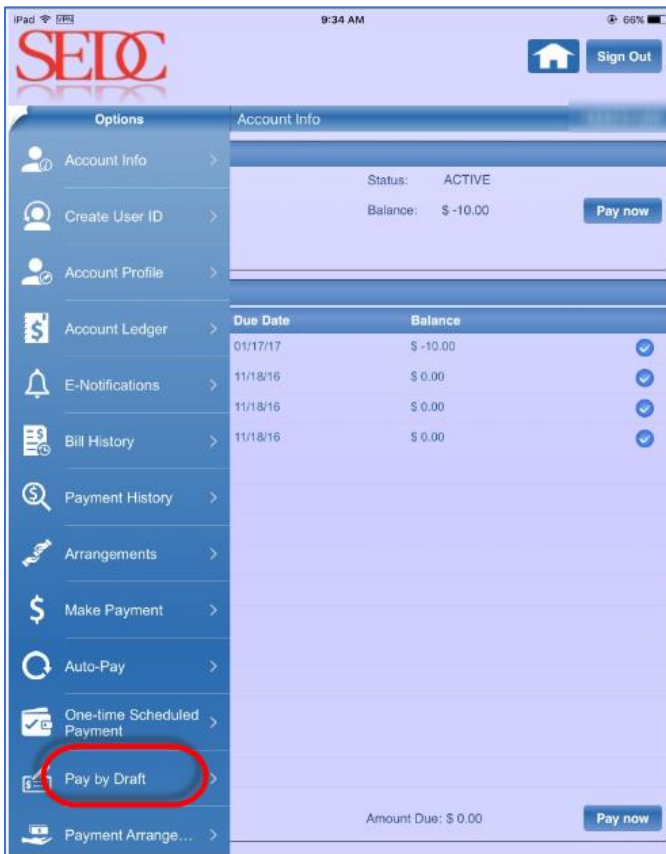 iPad VPN 9:34 AM 66%
SEDC
Sign Out
Options Account Info
Account Info
Status: ACTIVE
Create User ID
Balance: $ -10.00 Pay now
Account Profile
Account Ledger
Due Date Balance
01/17/17 $ -10.00
E-Notifications
11/18/16 $ 0.00
11/18/16 $ 0.00
Bill History
11/18/16 $ 0.00
Payment History
Arrangements
Make Payment
Auto-Pay
One-time Scheduled
Payment
Pay by Draft
Amount Due: $ 0.00 Pay now
Payment Arrange...